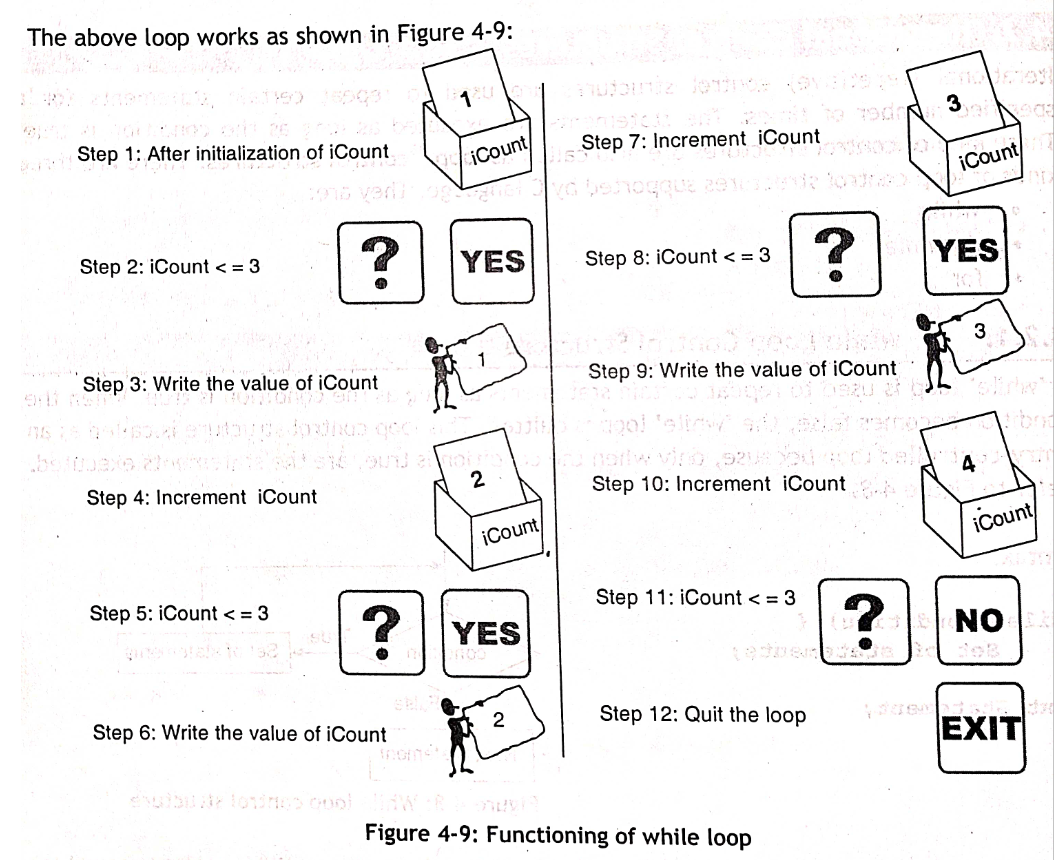 The above loop works as shown in Figure 4-9:
1
iCount
Step 1: After initialization of iCount
Step 2: iCount < = 3
?
YES
Step 3: Write the value of iCount
1
2
Step 4: Increment iCount
iCount
Step 5: iCount < = 3
?
YES
Step 6: Write the value of iCount
2
3
Step 7: Increment iCount
iCount
Step 8: iCount < = 3
?
YES
3
Step 9: Write the value of iCount
4
Step 10: Increment iCount
iCount
Step 11: iCount < = 3
?
NO
Step 12: Quit the loop
EXIT
Figure 4-9: Functioning of while loop